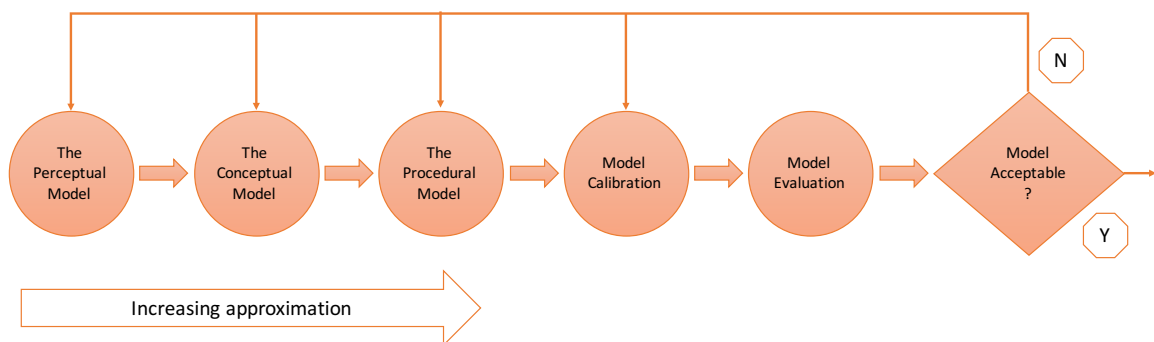 N
The
Perceptual
Model
The
Conceptual
Model
The
Procedural
Model
Model
Calibration
Model
Evaluation
Model
Acceptable
?
Y
Increasing approximation